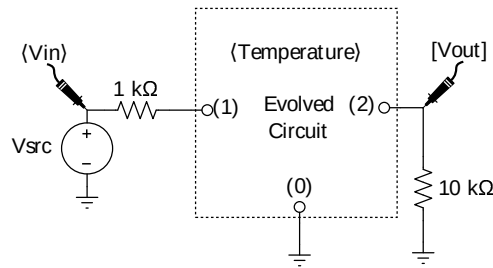 ⟨Vin⟩
1 kΩ
Vsrc
+
−
⟨Temperature⟩
(1)
Evolved
Circuit
(2)
(0)
[Vout]
10 kΩ